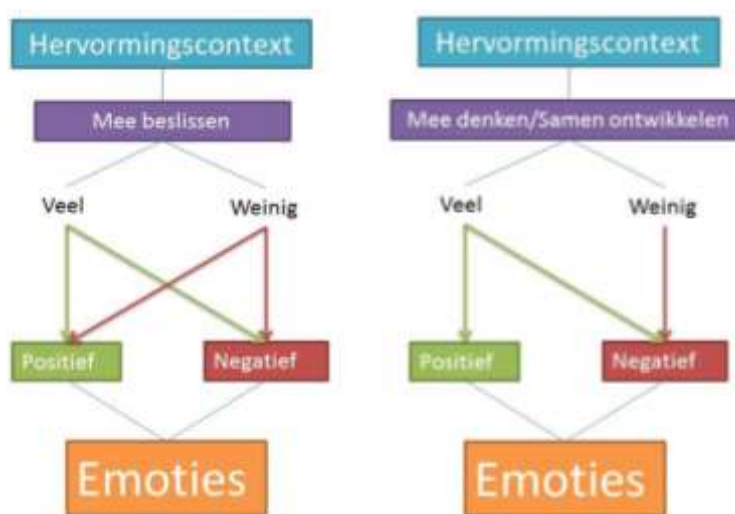 Hervormingscontext
Mee beslissen
Veel
Weinig
Positief
Negatief
Emoties
Hervormingscontext
Mee denken/Samen ontwikkelen
Veel
Weinig
Positief
Negatief
Emoties